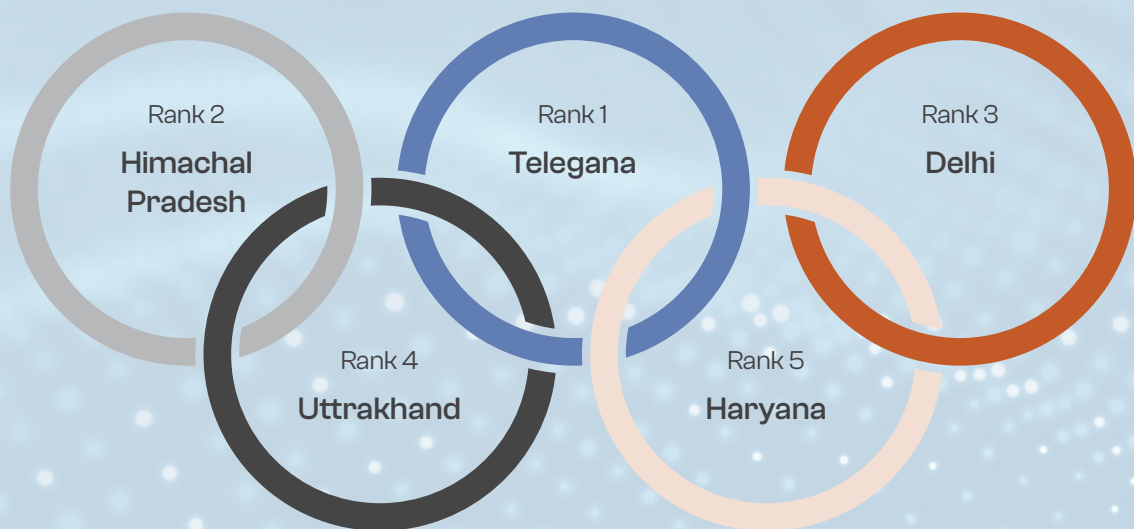 Rank 2
Himachal
Pradesh
Rank 1
Telegana
Rank 3
Delhi
Rank 4
Uttrakhand
Rank 5
Haryana